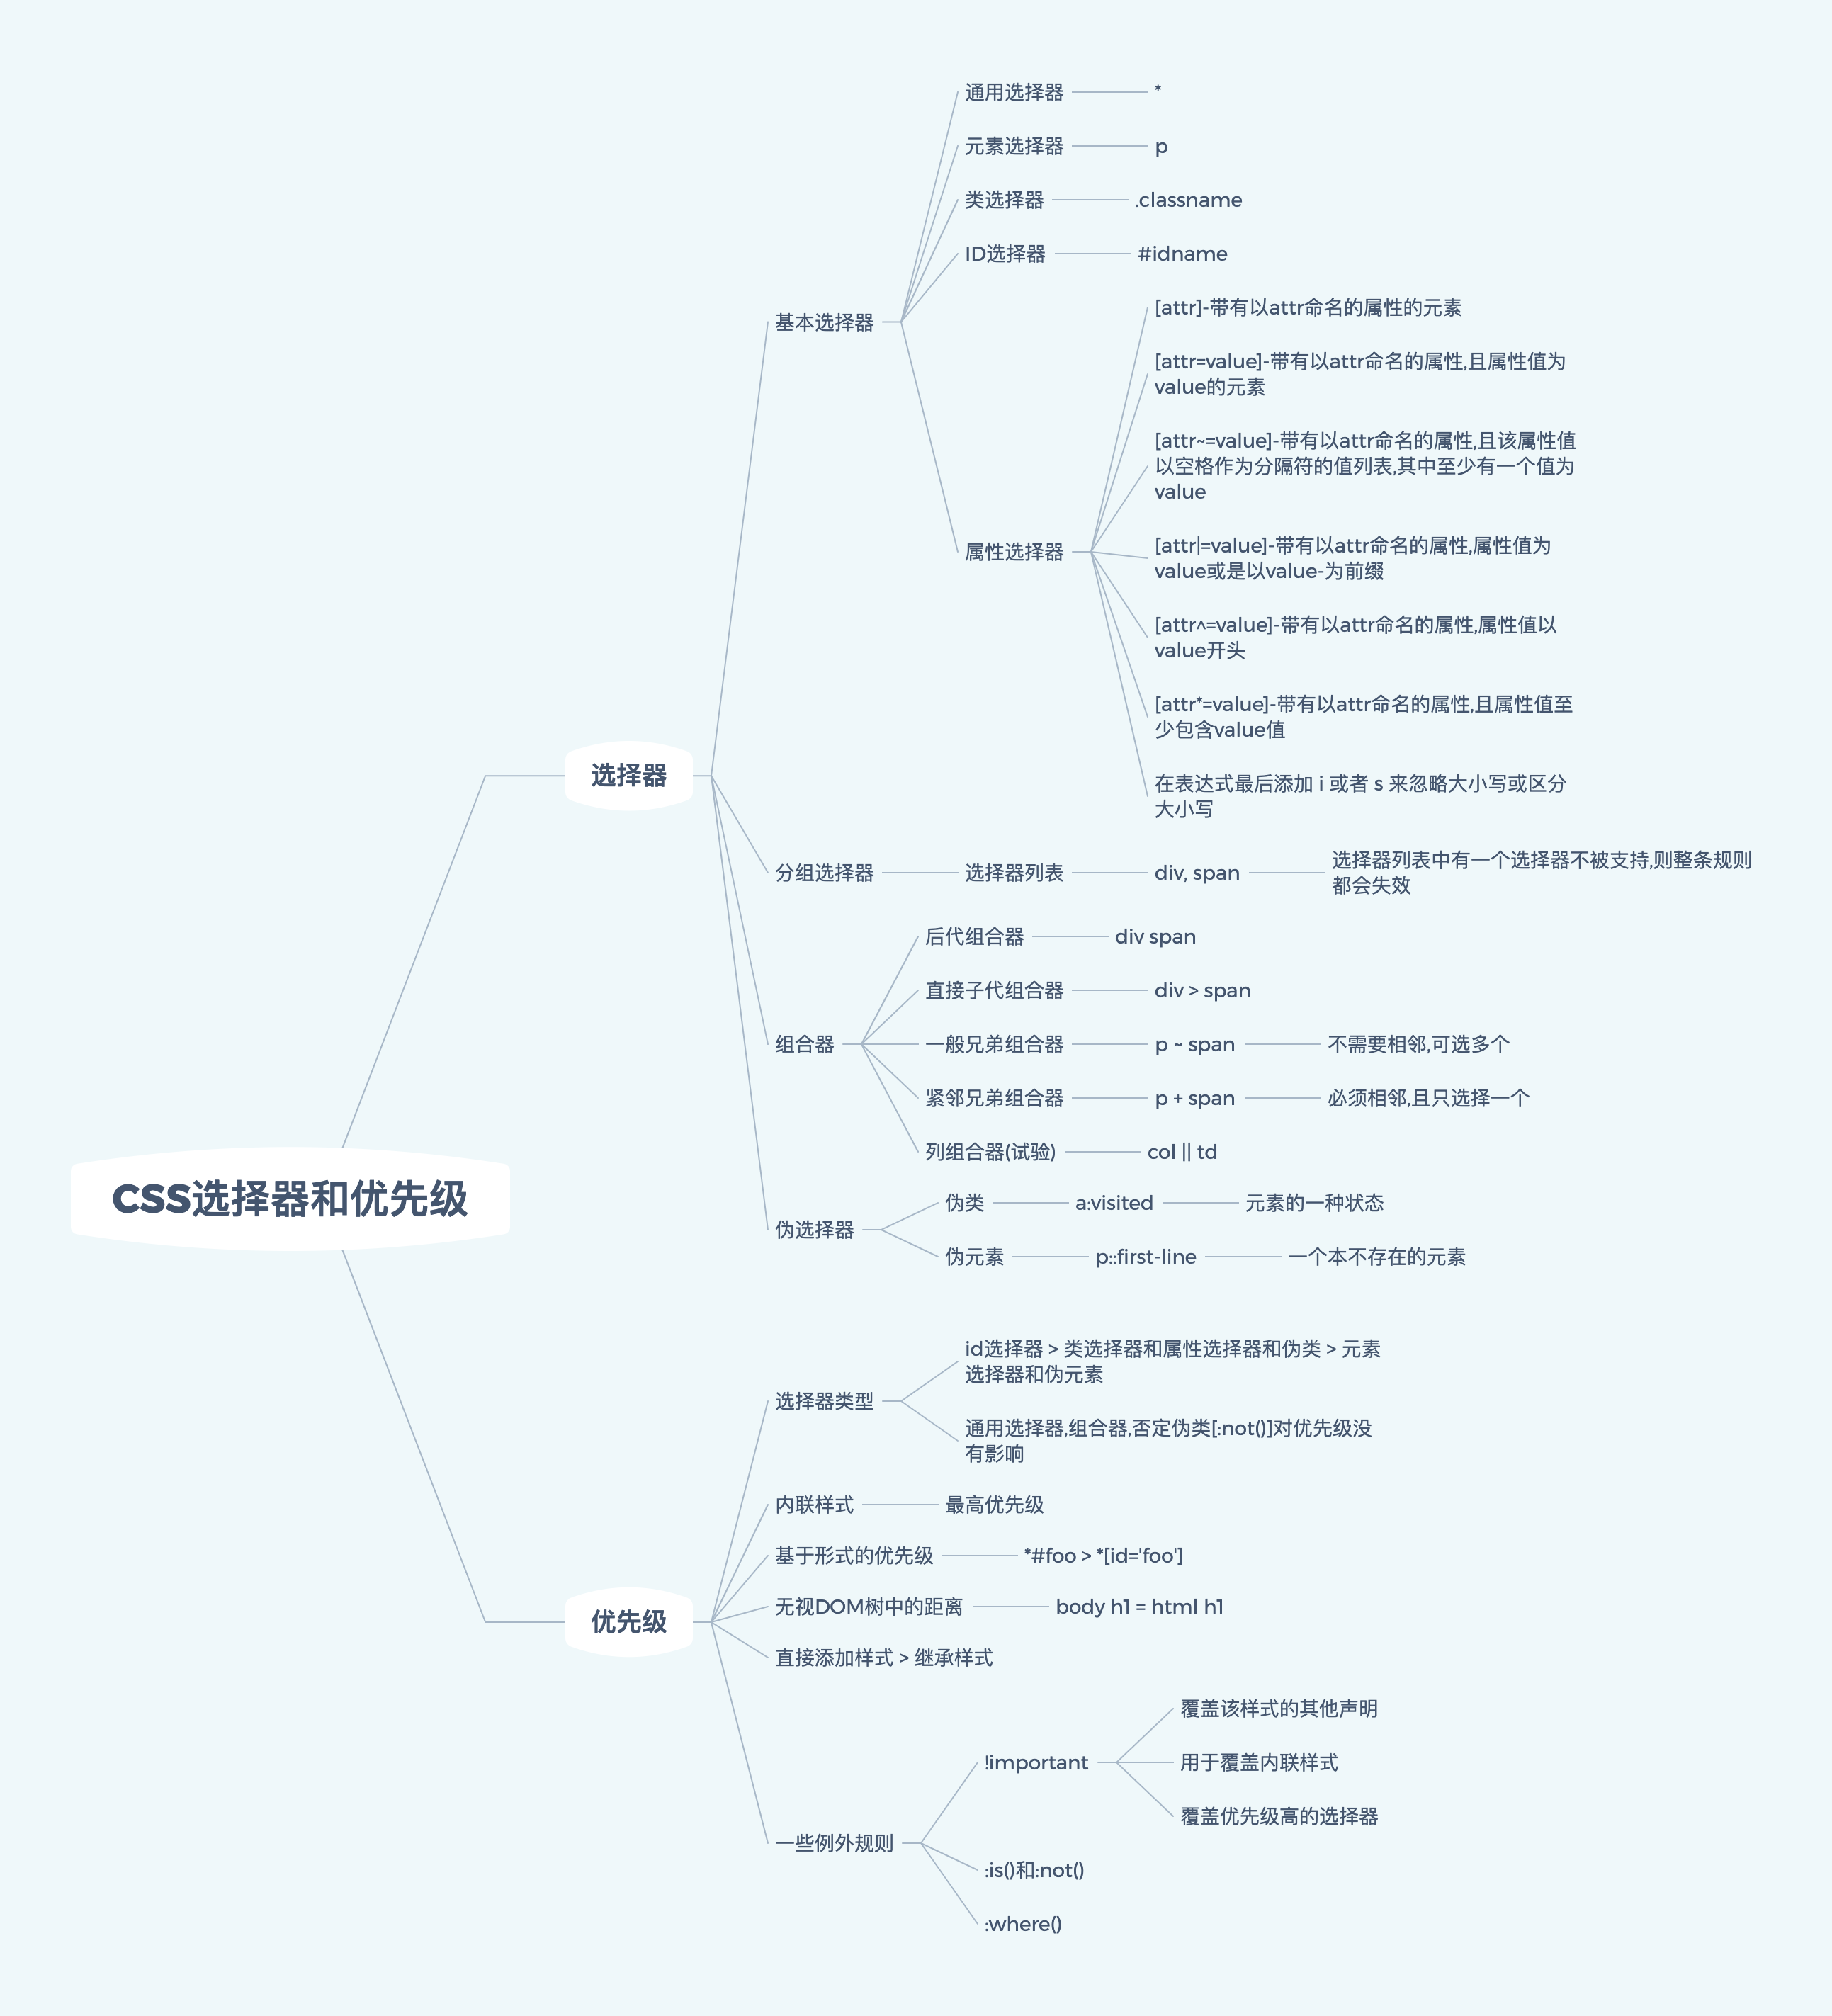 CSS选择器和优先级
选择器
基本选择器
通用选择器
*
元素选择器
p
类选择器
.classname
ID选择器
#idname
属性选择器
[attr]-带有以attr命名的属性的元素
[attr=value]-带有以attr命名的属性,且属性值为
value的元素
[attr~=value]-带有以attr命名的属性,且该属性值
以空格作为分隔符的值列表,其中至少有一个值为
value
[attr|=value]-带有以attr命名的属性,属性值为
value或是以value-为前缀
[attr^=value]-带有以attr命名的属性,属性值以
value开头
[attr*=value]-带有以attr命名的属性,且属性值至
少包含value值
在表达式最后添加 i 或者 s 来忽略大小写或区分
大小写
分组选择器
选择器列表
div, span
选择器列表中有一个选择器不被支持,则整条规则
都会失效
组合器
后代组合器
div span
直接子代组合器
div > span
一般兄弟组合器
p ~ span
不需要相邻,可选多个
紧邻兄弟组合器
p + span
必须相邻,且只选择一个
列组合器(试验)
col || td
伪选择器
伪类
a:visited
元素的一种状态
伪元素
p::first-line
一个本不存在的元素
优先级
选择器类型
id选择器 > 类选择器和属性选择器和伪类 > 元素
选择器和伪元素
通用选择器,组合器,否定伪类[:not()]对优先级没
有影响
内联样式
最高优先级
基于形式的优先级
*#foo > *[id='foo']
无视DOM树中的距离
body h1 = html h1
直接添加样式 > 继承样式
一些例外规则
!important
覆盖该样式的其他声明
用于覆盖内联样式
覆盖优先级高的选择器
:is()和:not()
:where()